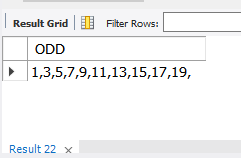 Result Grid Filter Rows:
ODD
1,3,5,7,9,11,13,15,17,19,
Result 22 ×